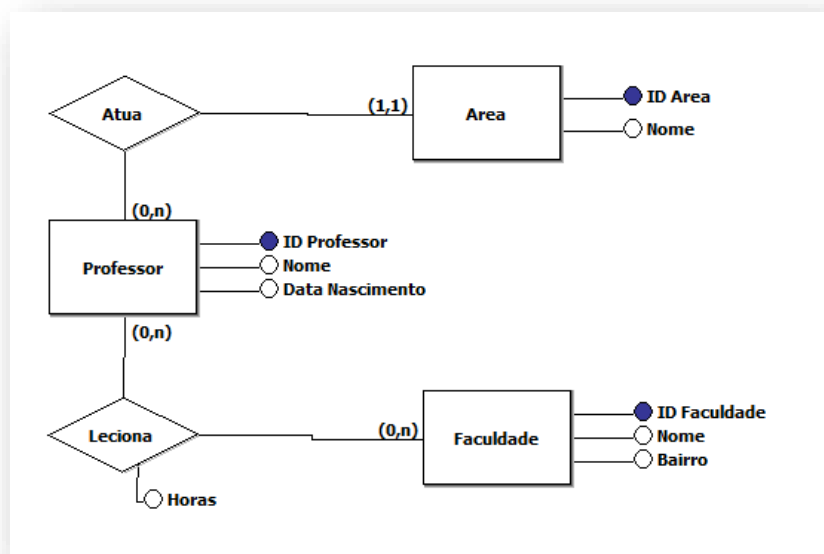 Atua
(1,1)
Area
ID Area
Nome
(0,n)
Professor
ID Professor
Nome
Data Nascimento
(0,n)
Leciona
(0,n)
Faculdade
ID Faculdade
Nome
Bairro
Horas